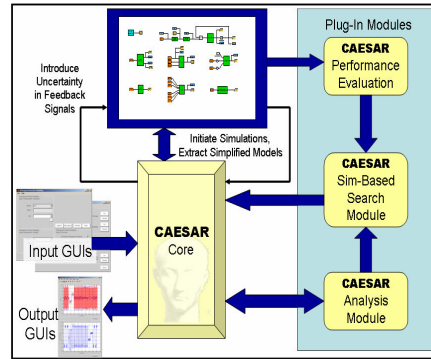 Plug-In Modules
CAESAR
Performance
Evaluation
Introduce
Uncertainty
in Feedback
Signals
Initiate Simulations,
Extract Simplified Models
CAESAR
Sim-Based
Search
Module
CAESAR
Core
Input GUIs
CAESAR
Analysis
Module
Output
GUIs